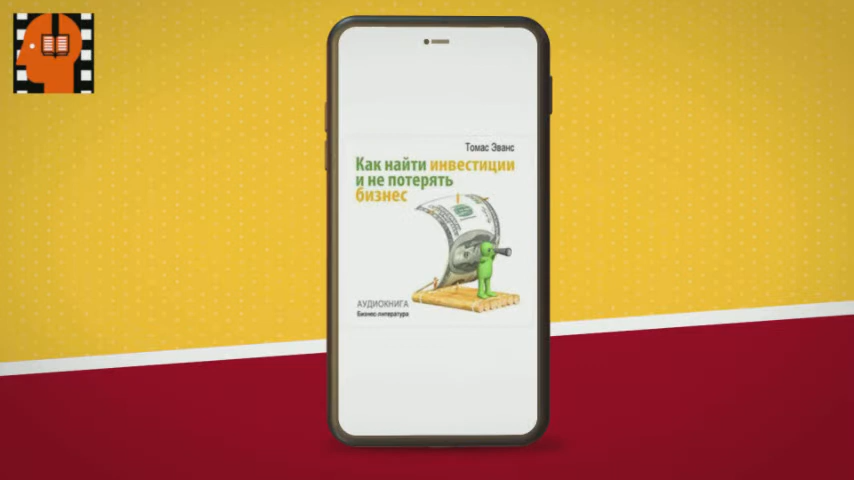 Томас Эванс
Как найти инвестиции
и не потерять
бизнес
АУДИОКНИГА
Бизнес литература